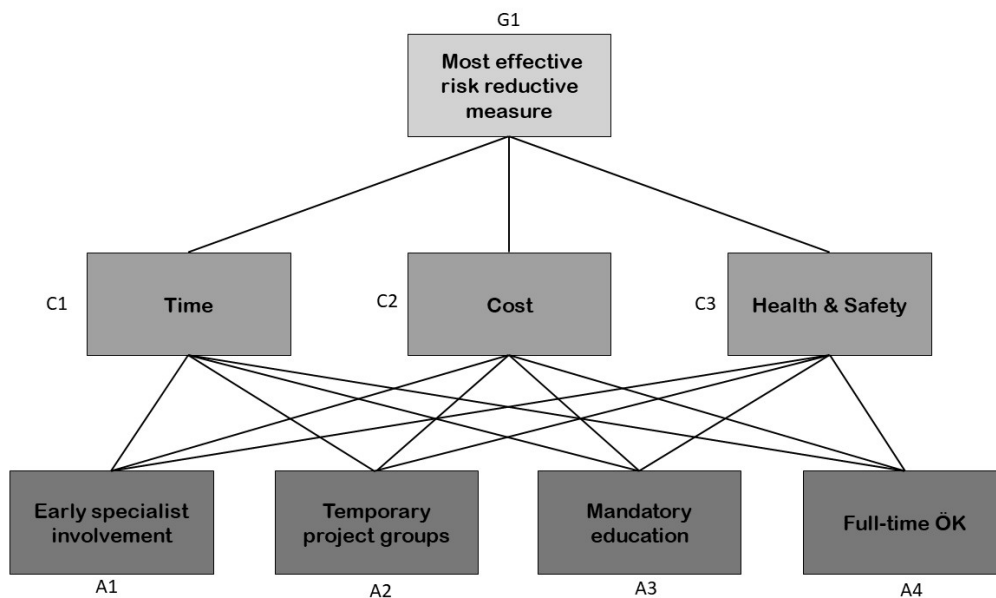 G1
Most effective
risk reductive
measure
C1
Time
C2
Cost
C3
Health & Safety
Early specialist
involvement
Temporary
project groups
Mandatory
education
Full-time ÖK
A1
A2
A3
A4